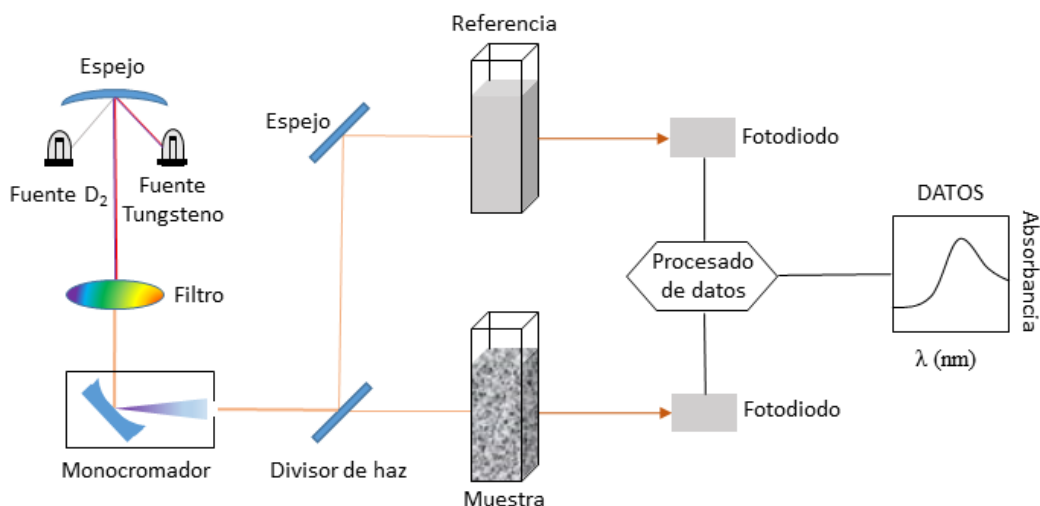 Referencia
Espejo
Espejo
Fotodiodo
Fuente D2
Fuente
Tungsteno
DATOS
Absorbancia
Procesado
de datos
Filtro
λ (nm)
Fotodiodo
Monocromador
Divisor de haz
Muestra